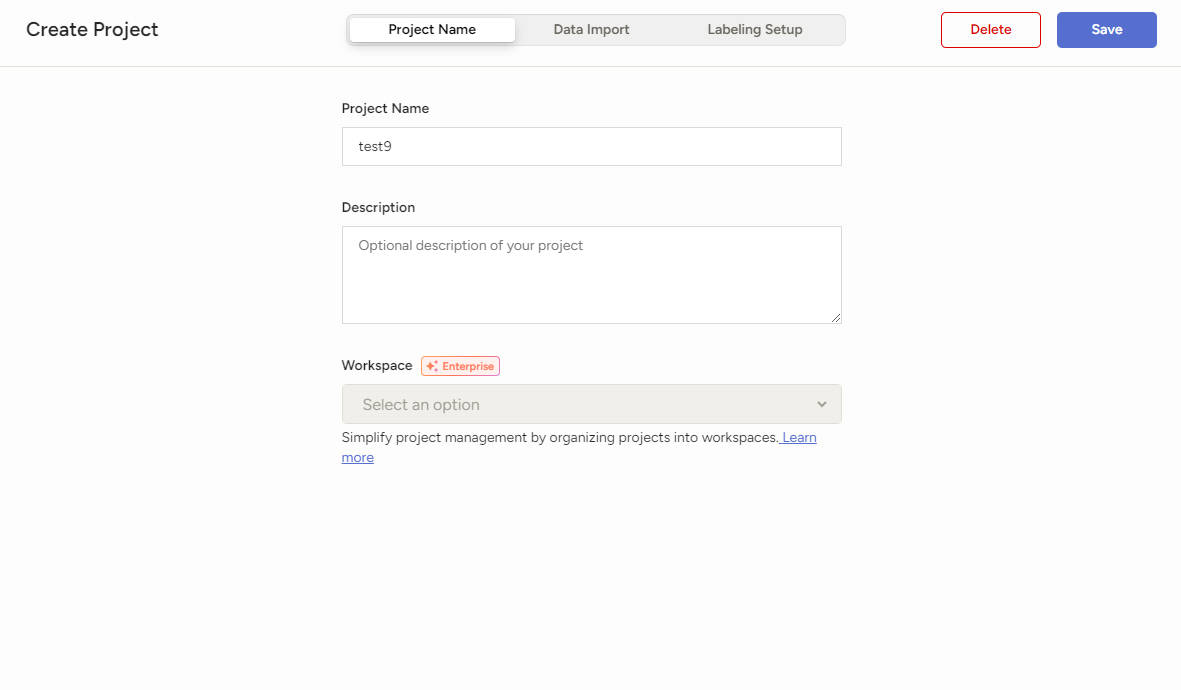 Create Project
Project Name
Data Import
Labeling Setup
Delete
Save
Project Name
test9
Description
Optional description of your project
Workspace
Enterprise
Select an option
Simplify project management by organizing projects into workspaces. Learn
more